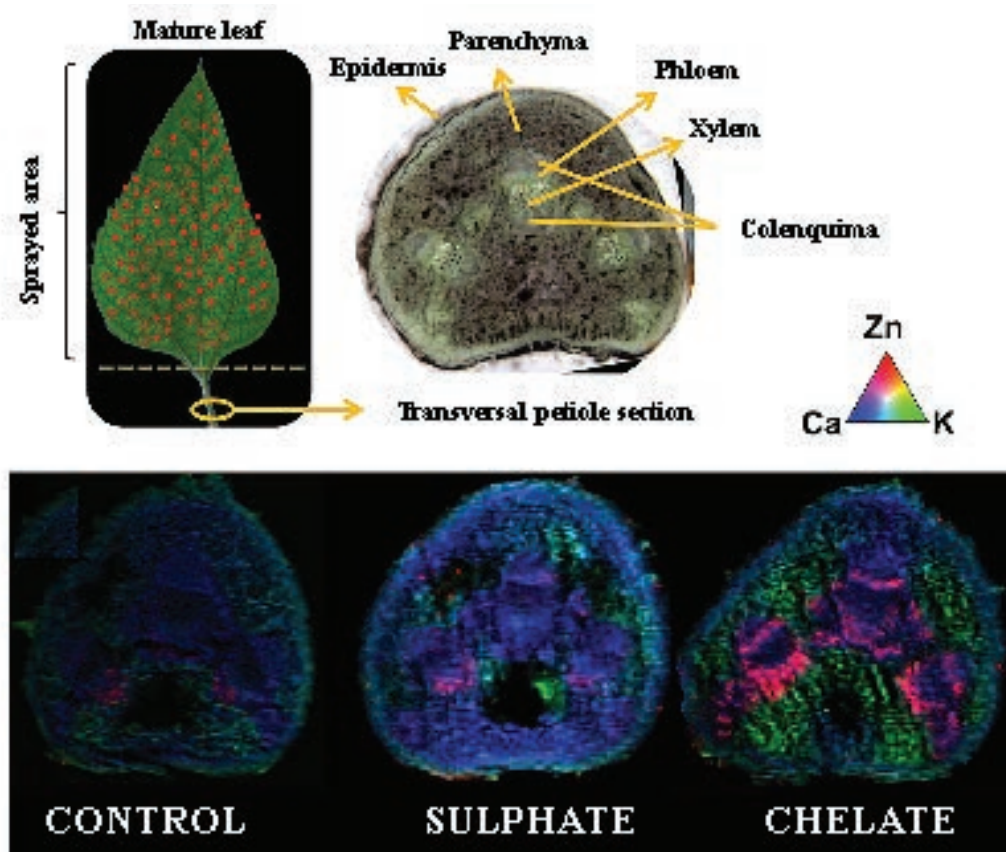 Mature leaf
Parenchyma
Epidermis
Phloem
Xylem
Sprayed area
Colenquima
Zn
Transversal petiole section
Ca
K
CONTROL
SULPHATE
CHELATE